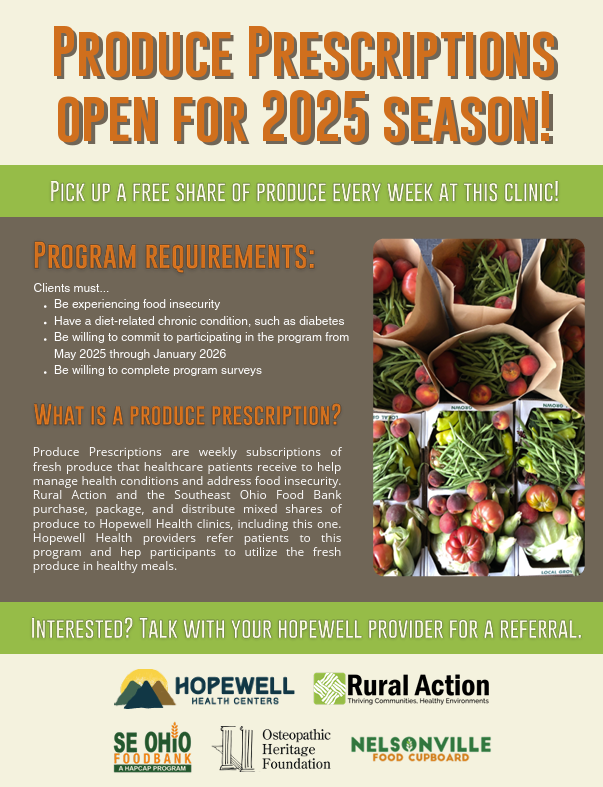 Produce Prescriptions
open for 2025 season!
Pick up a free share of produce every week at this clinic!
Program requirements:
Clients must...
• Be experiencing food insecurity
• Have a diet-related chronic condition, such as diabetes
• Be willing to commit to participating in the program from
May 2025 through January 2026
• Be willing to complete program surveys
What is a produce prescription?
Produce Prescriptions are weekly subscriptions of
fresh produce that healthcare patients receive to help
manage health conditions and address food insecurity.
Rural Action and the Southeast Ohio Food Bank
purchase, package, and distribute mixed shares of
produce to Hopewell Health clinics, including this one.
Hopewell Health providers refer patients to this
program and hep participants to utilize the fresh
produce in healthy meals.
GROWN
LOCAL GROW
Interested? Talk with your hopewell provider for a referral.
HOPEWELL
HEALTH CENTERS
Rural Action
Thriving Communities, Healthy Environments
SE OHIO
FOODBANK
A HAPCAP PROGRAM
Osteopathic
Heritage
Foundation
NELSONVILLE
FOOD CUPBOARD